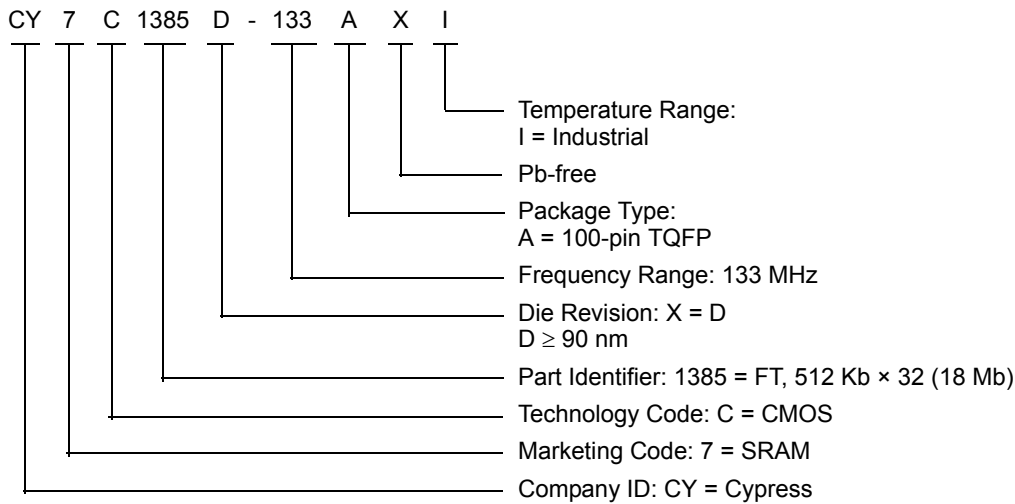 CY 7 C 1385 D - 133 A X I
Temperature Range:
I = Industrial
Pb-free
Package Type:
A = 100-pin TQFP
Frequency Range: 133 MHz
Die Revision: X = D
D ≥ 90 nm
Part Identifier: 1385 = FT, 512 Kb × 32 (18 Mb)
Technology Code: C = CMOS
Marketing Code: 7 = SRAM
Company ID: CY = Cypress